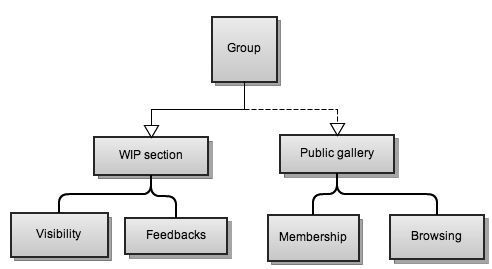 Group
WIP section
Public gallery
Visibility
Feedbacks
Membership
Browsing